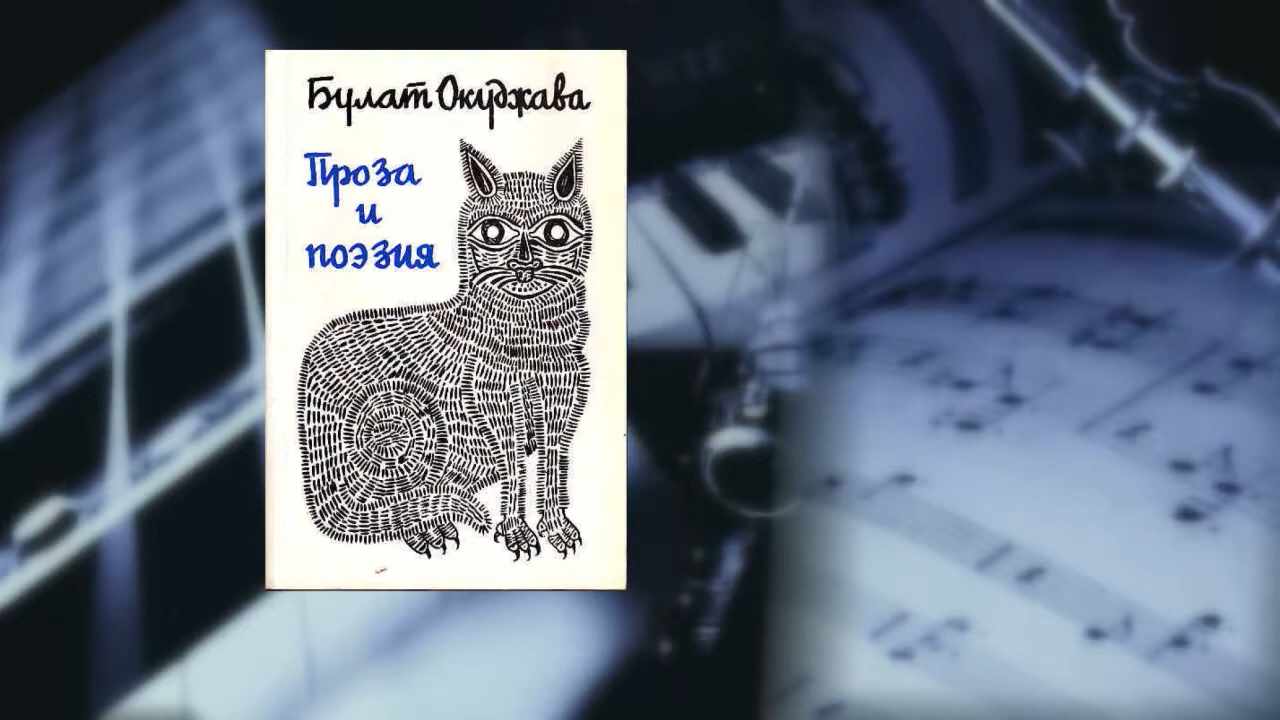 Булат Окуджава
Проза
и
поэзия